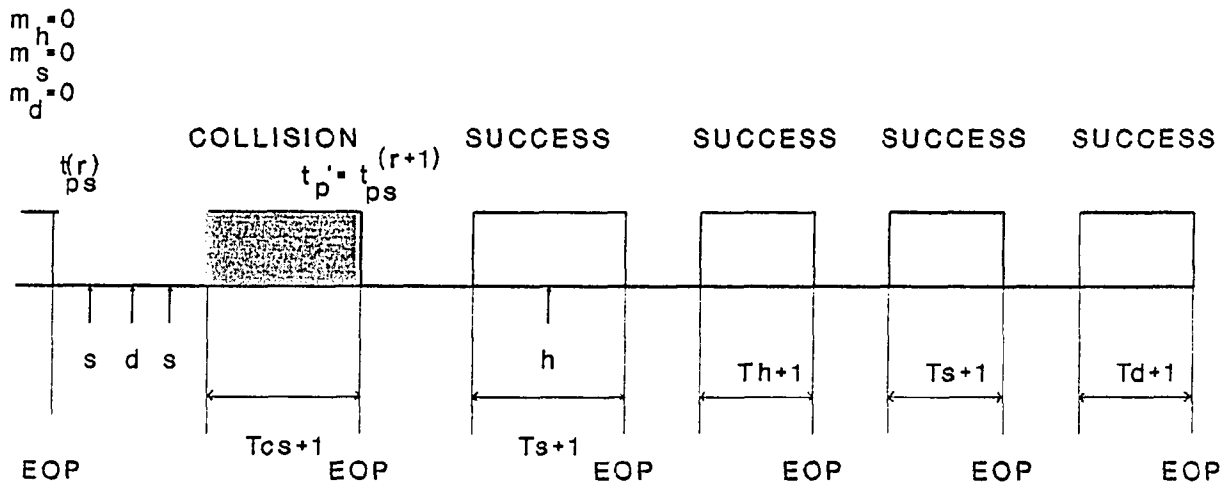 m_h=0
m_s=0
m_d=0
COLLISION SUCCESS SUCCESS SUCCESS SUCCESS
t_ps^(r) t_p'= t_ps^(r+1)
s d s h Th+1 Ts+1 Td+1
Tcs+1 Ts+1
EOP EOP EOP EOP EOP EOP